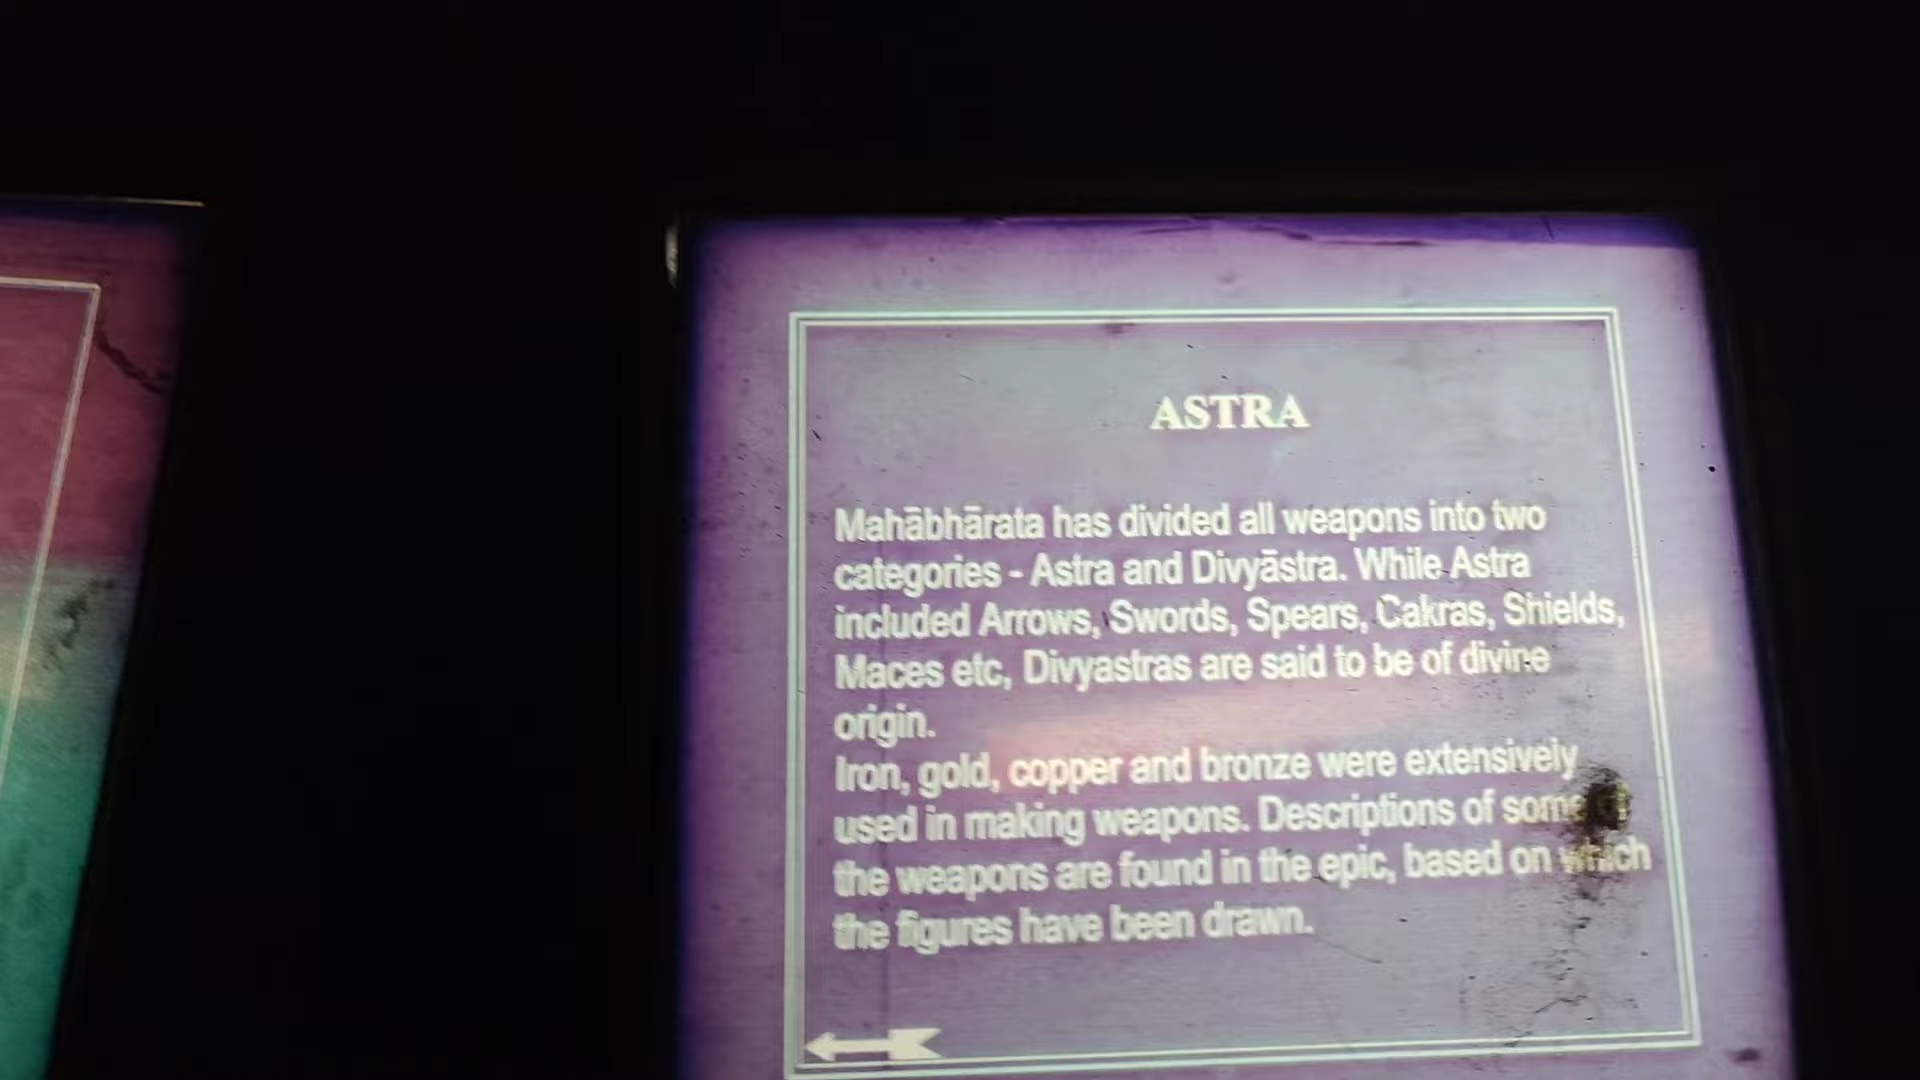 ASTRA
Mahābhārata has divided all weapons into two
categories - Astra and Divyāstra. While Astra
included Arrows, Swords, Spears, Cakras, Shields,
Maces etc, Divyastras are said to be of divine
origin.
Iron, gold, copper and bronze were extensively
used in making weapons. Descriptions of some
the weapons are found in the epic, based on which
the figures have been drawn.